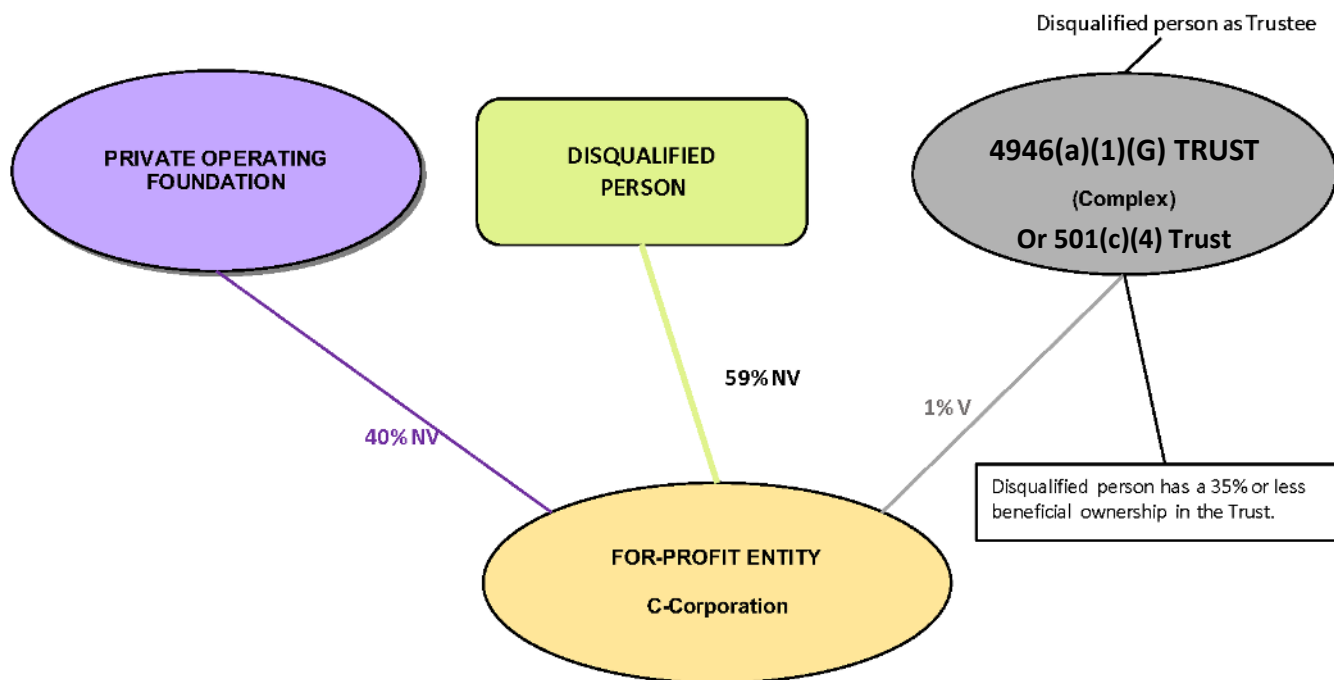 Disqualified person as Trustee
PRIVATE OPERATING
FOUNDATION
DISQUALIFIED
PERSON
4946(a)(1)(G) TRUST
(Complex)
Or 501(c)(4) Trust
59% NV
1% V
40% NV
Disqualified person has a 35% or less
beneficial ownership in the Trust.
FOR-PROFIT ENTITY
C-Corporation